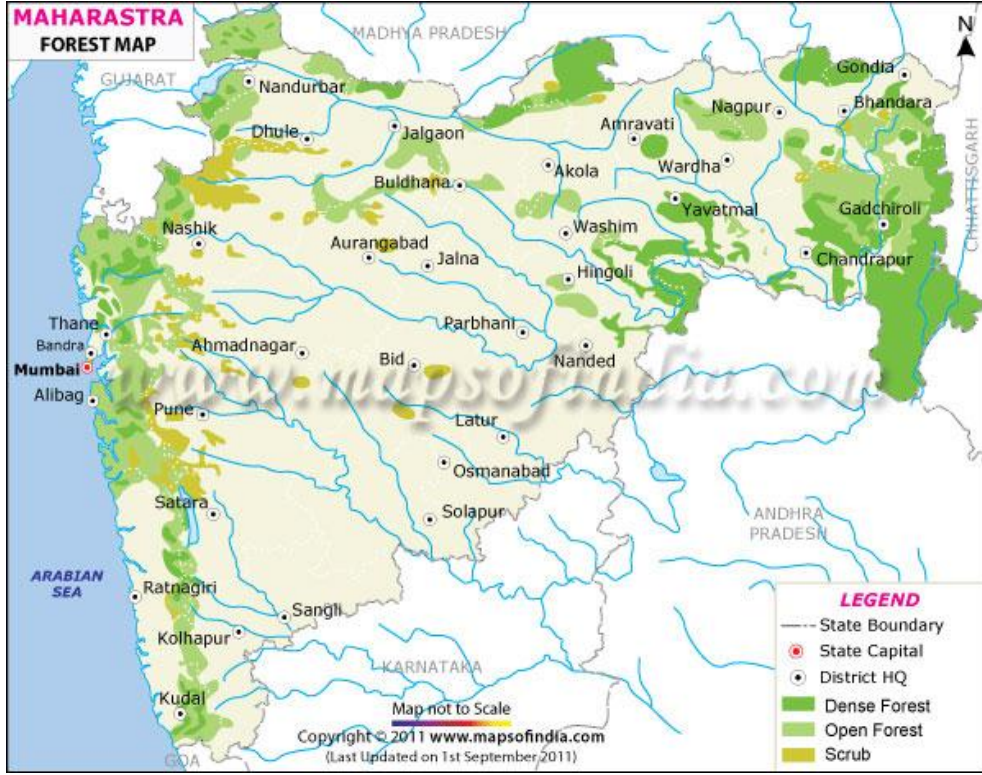 MAHARASTRA
FOREST MAP
MADHYA PRADESH
N
GUJARAT
Gondia
Nandurbar
Nagpur
Bhandara
Dhule
Jalgaon
Amravati
Akola
Wardha
CHHATTISGARH
Buldhana
Yavatmal
Gadchiroli
Nashik
Washim
Aurangabad
Jalna
Chandrapur
Hingoli
Thane
Parbhani
Bandra
Ahmadnagar
Bid
Nanded
Mumbai
www.mapsofindia.com
Alibag
Pune
Latur
Osmanabad
Satara
Solapur
ANDHRA
PRADESH
ARABIAN
SEA
Ratnagiri
Sangli
Kolhapur
KARNATAKA
Kudal
GOA
LEGEND
State Boundary
State Capital
District HQ
Dense Forest
Open Forest
Scrub
Map not to Scale
Copyright © 2011 www.mapsofindia.com
(Last Updated on 1st September 2011)